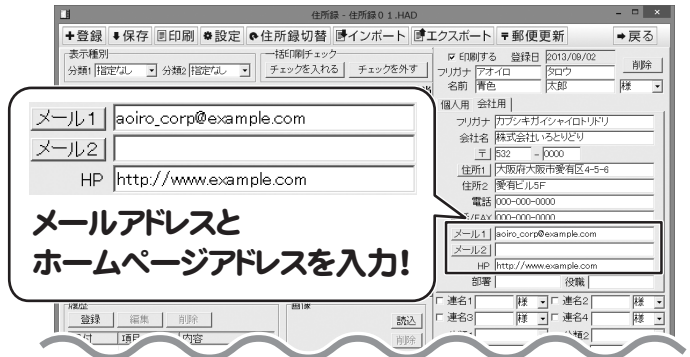 住所録 - 住所録０１.HAD
登録 保存 印刷 設定 住所録切替 インポート エクスポート 〒郵便更新 戻る
表示種別
分類1 指定なし 分類2 指定なし
一括印刷チェック
チェックを入れる チェックを外す
印刷する 登録日 2013/09/02
削除
フリガナ アオイロ タロウ
名前 青色 太郎 様
個人用 会社用
フリガナ カブシキガイシャイロトリドリ
会社名 株式会社いろとりどり
〒 532 - 0000
住所1 大阪府大阪市愛有区4-5-6
住所2 愛有ビル5F
電話 000-000-0000
FAX 000-000-0000
メール1 aoiro_corp@example.com
メール2
HP http://www.example.com
部署 役職
メール1 aoiro_corp@example.com
メール2
HP http://www.example.com
メールアドレスと
ホームページアドレスを入力!
履歴
登録 編集 削除
内容
画像
読込
削除
連名1 様 連名2 様
連名3 様 連名4 様